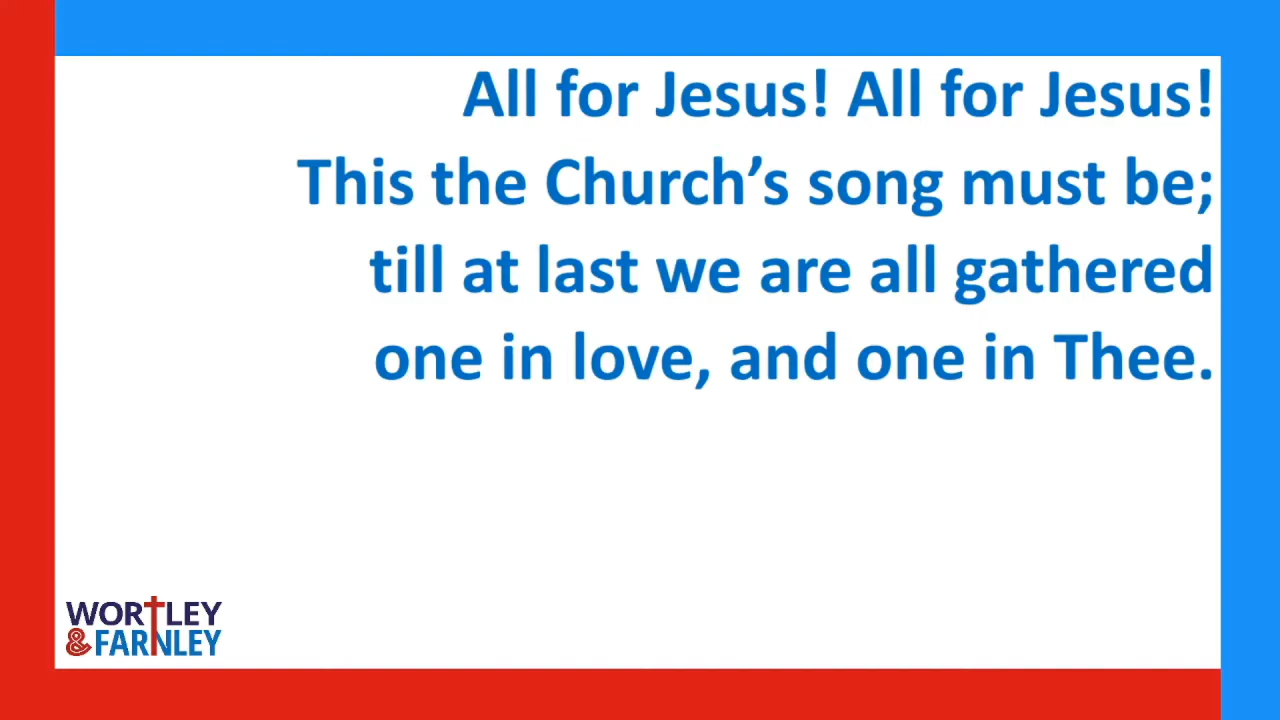 All for Jesus! All for Jesus!
This the Church’s song must be;
till at last we are all gathered
one in love, and one in Thee.
WORTLEY
&FARNLEY